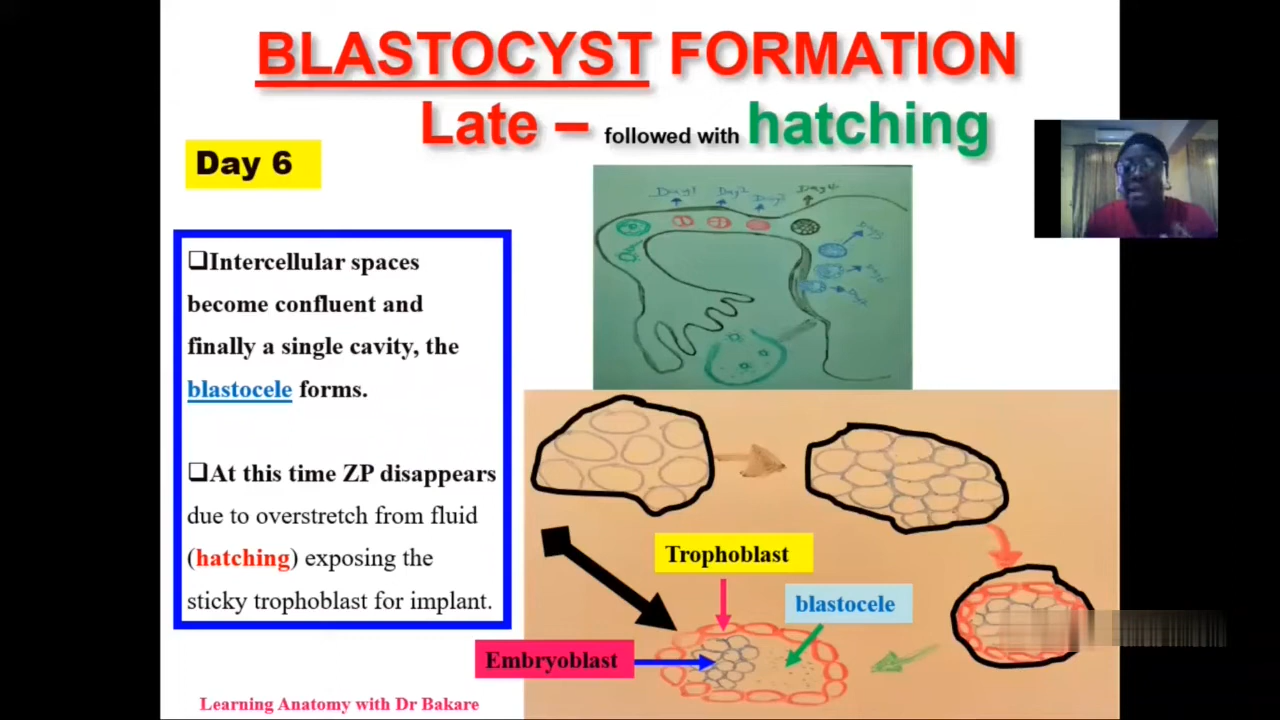 BLASTOCYST FORMATION
Late – followed with hatching
Day 6
Day1 Day2 Day3 Day4
❑Intercellular spaces
become confluent and
finally a single cavity, the
blastocele forms.
❑At this time ZP disappears
due to overstretch from fluid
(hatching) exposing the
sticky trophoblast for implant.
Trophoblast
blastocele
Embryoblast
Learning Anatomy with Dr Bakare